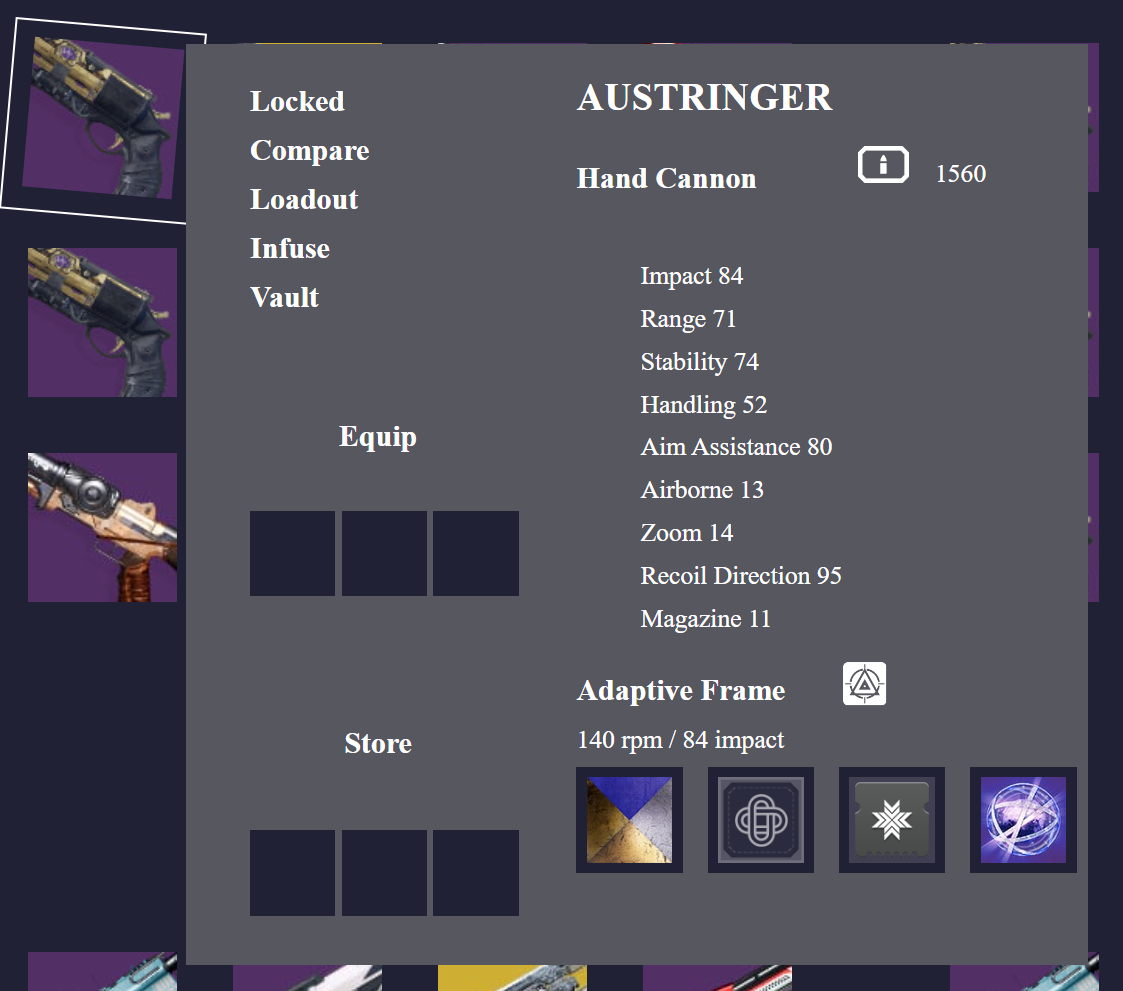 Locked
Compare
Loadout
Infuse
Vault
Equip
Store
AUSTRINGER
Hand Cannon
1560
Impact 84
Range 71
Stability 74
Handling 52
Aim Assistance 80
Airborne 13
Zoom 14
Recoil Direction 95
Magazine 11
Adaptive Frame
140 rpm / 84 impact